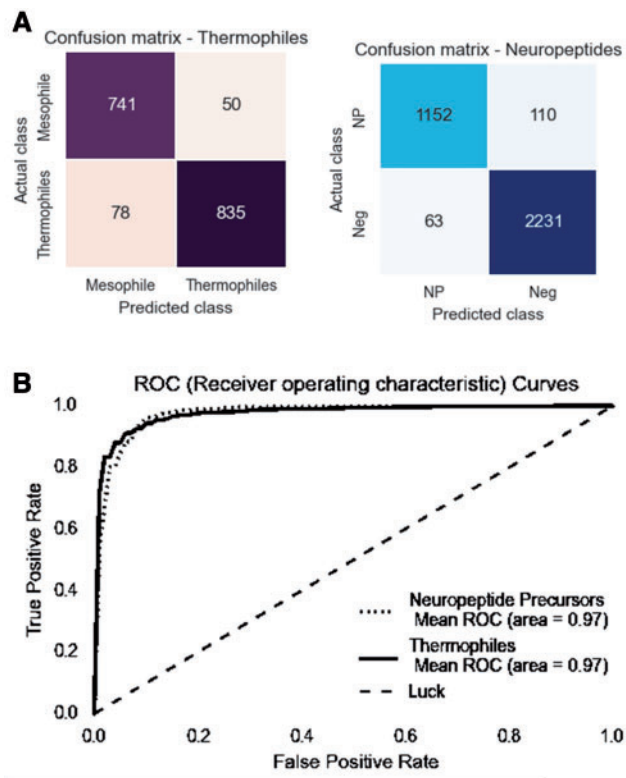 A
Confusion matrix - Thermophiles
Actual class
Mesophile
Thermophiles
741
50
78
835
Mesophile
Thermophiles
Predicted class
Confusion matrix - Neuropeptides
Actual class
NP
Neg
1152
110
63
2231
NP
Neg
Predicted class
B
ROC (Receiver operating characteristic) Curves
True Positive Rate
1.0
0.8
0.6
0.4
0.2
0.0
Neuropeptide Precursors
Mean ROC (area = 0.97)
Thermophiles
Mean ROC (area = 0.97)
Luck
0.0
0.2
0.4
0.6
0.8
1.0
False Positive Rate